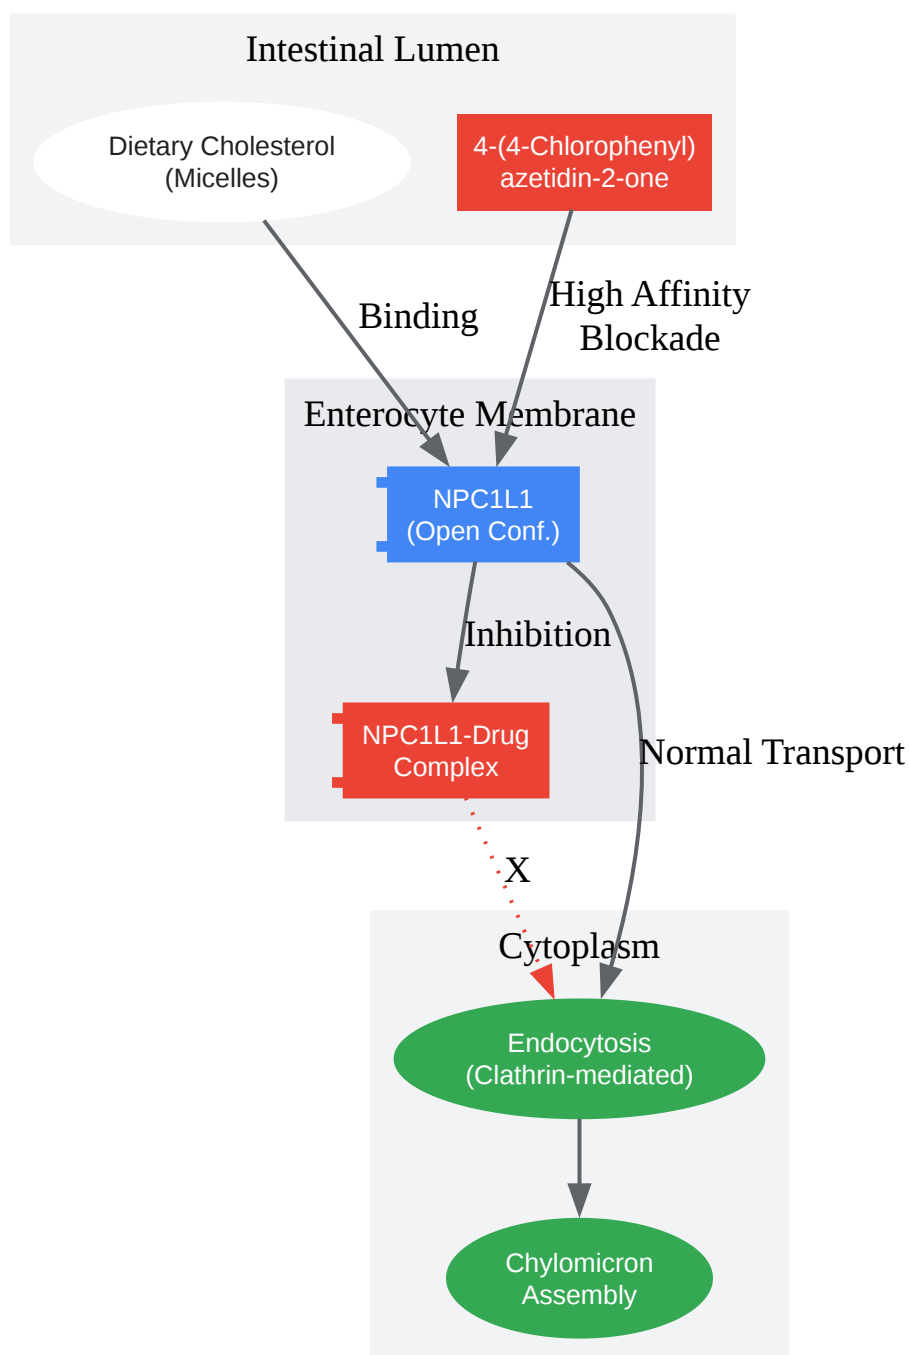 Intestinal Lumen
Dietary Cholesterol
(Micelles)
4-(4-Chlorophenyl)
azetidin-2-one
Binding
High Affinity
Blockade
Enterocyte Membrane
NPC1L1
(Open Conf.)
Inhibition
NPC1L1-Drug
Complex
Normal Transport
X
Cytoplasm
Endocytosis
(Clathrin-mediated)
Chylomicron
Assembly